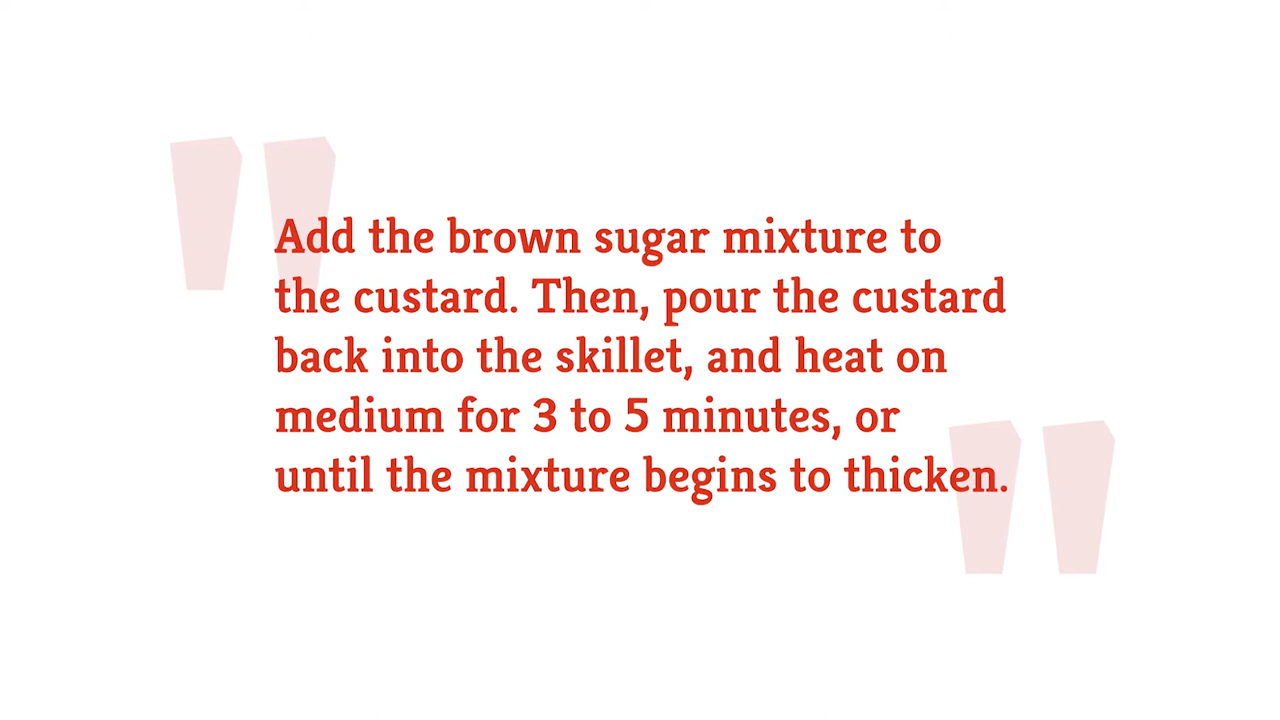 Add the brown sugar mixture to
the custard. Then, pour the custard
back into the skillet, and heat on
medium for 3 to 5 minutes, or
until the mixture begins to thicken.